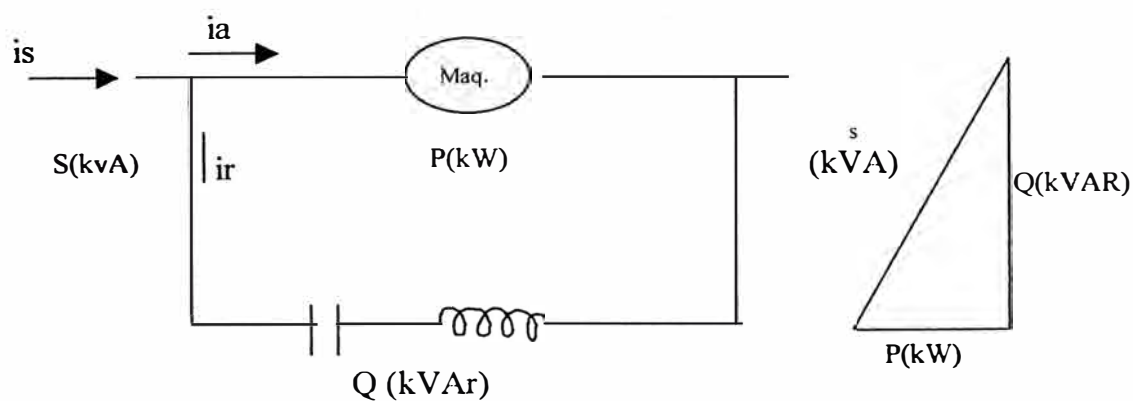 is
ia
Maq.
S(kvA)
ir
P(kW)
s
(kVA)
Q(kVAR)
P(kW)
Q (kVAr)